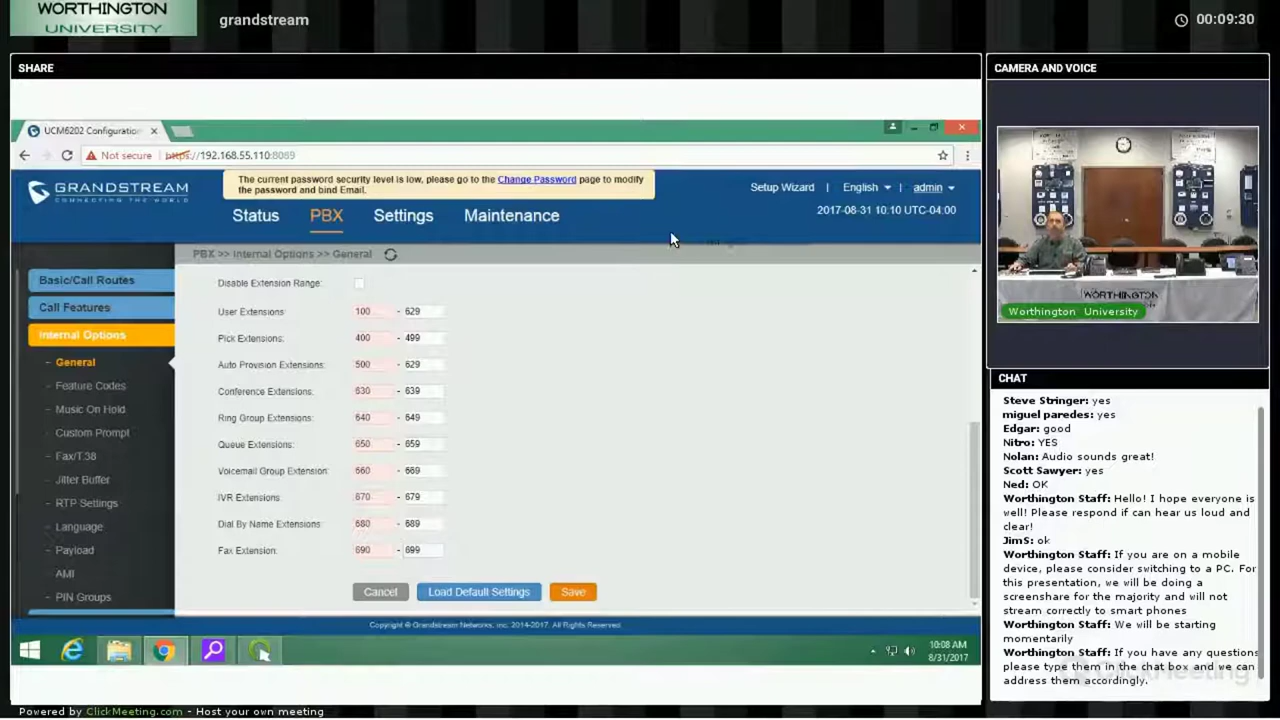 WORTHINGTON
UNIVERSITY
grandstream
00:09:30
SHARE
UCM6202 Configuration
Not secure | https://192.168.55.110:8089
GRANDSTREAM
CONNECTING THE WORLD
The current password security level is low, please go to the Change Password page to modify
the password and bind Email.
Setup Wizard | English | admin
2017-08-31 10:10 UTC-04:00
Status PBX Settings Maintenance
PBX >> Internal Options >> General
Basic/Call Routes
Call Features
Internal Options
- General
- Feature Codes
- Music On Hold
- Custom Prompt
- Fax/T.38
- Jitter Buffer
- RTP Settings
- Language
- Payload
- AMI
- PIN Groups
Disable Extension Range:
User Extensions: 100 - 629
Pick Extensions: 400 - 499
Auto Provision Extensions: 500 - 629
Conference Extensions: 630 - 639
Ring Group Extensions: 640 - 649
Queue Extensions: 650 - 659
Voicemail Group Extension: 660 - 669
IVR Extensions: 670 - 679
Dial By Name Extensions: 680 - 689
Fax Extension: 690 - 699
Cancel Load Default Settings Save
Copyright © Grandstream Networks, Inc. 2014-2017. All Rights Reserved.
10:08 AM
8/31/2017
CAMERA AND VOICE
WORTHINGTON
Worthington University
CHAT
Steve Stringer: yes
miguel paredes: yes
Edgar: good
Nitro: YES
Nolan: Audio sounds great!
Scott Sawyer: yes
Ned: OK
Worthington Staff: Hello! I hope everyone is
well! Please respond if can hear us loud and
clear!
JimS: ok
Worthington Staff: If you are on a mobile
device, please consider switching to a PC. For
this presentation, we will be doing a
screenshare for the majority and will not
stream correctly to smart phones
Worthington Staff: We will be starting
momentarily
Worthington Staff: If you have any questions
please type them in the chat box and we can
address them accordingly.
ClickMeeting
Powered by ClickMeeting.com - Host your own meeting